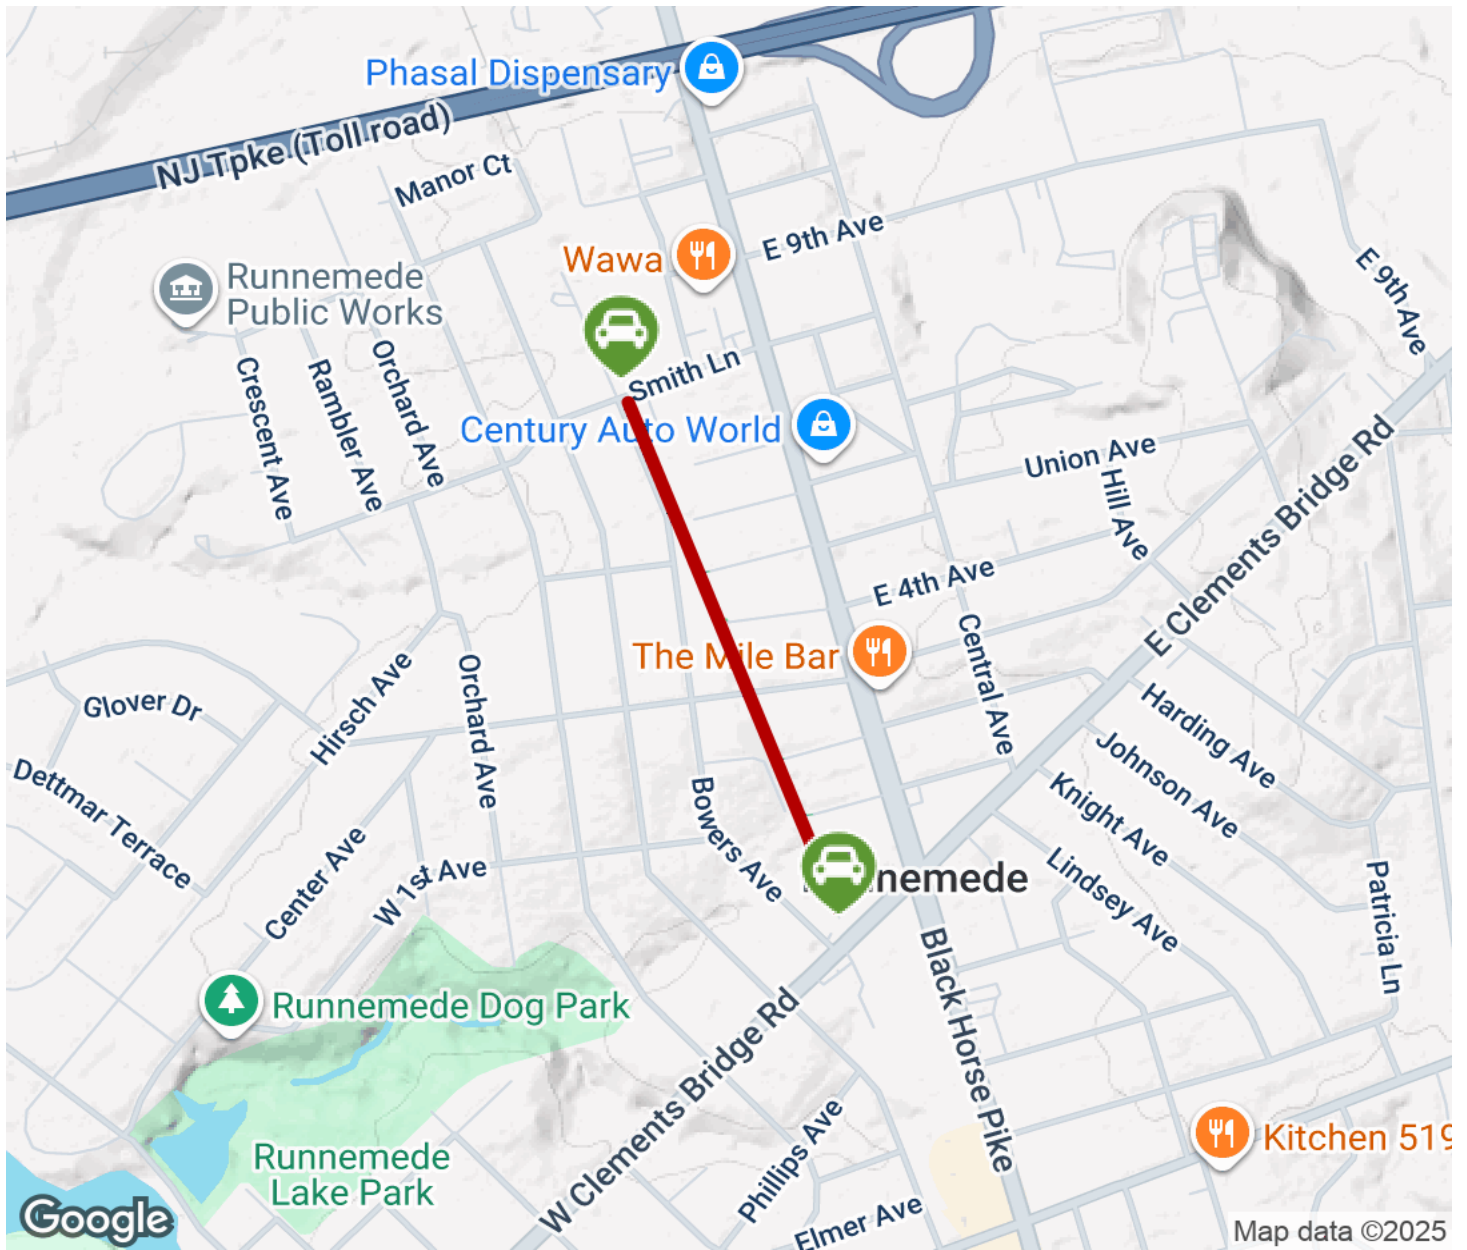 Phasal Dispensary
NJ Tpke (Toll road)
Manor Ct
E 9th Ave
Wawa
E 9th Ave
Runnemede
Public Works
Smith Ln
Crescent Ave
Rambler Ave
Orchard Ave
Century Auto World
Union Ave
Hill Ave
E Clements Bridge Rd
E 4th Ave
The Mile Bar
Central Ave
Glover Dr
Hirsch Ave
Orchard Ave
Harding Ave
Johnson Ave
Dettmar Terrace
Bowers Ave
Knight Ave
Center Ave
W 1st Ave
nemede
Lindsey Ave
Patricia Ln
Black Horse Pike
Runnemede Dog Park
W Clements Bridge Rd
Phillips Ave
Kitchen 519
Runnemede
Lake Park
Elmer Ave
Google
Map data ©2025